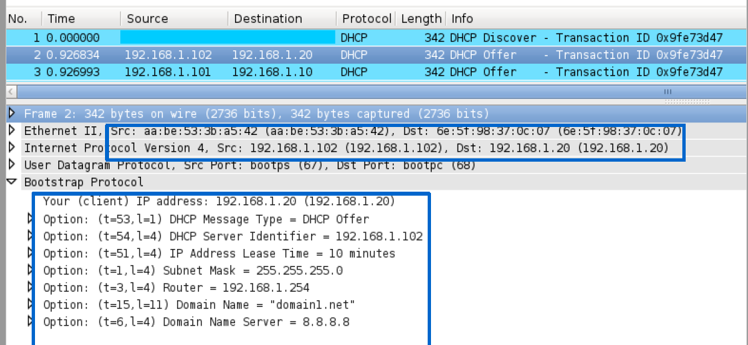 No. Time Source Destination Protocol Length Info
1 0.000000 DHCP 342 DHCP Discover - Transaction ID 0x9fe73d47
2 0.926834 192.168.1.102 192.168.1.20 DHCP 342 DHCP Offer - Transaction ID 0x9fe73d47
3 0.926993 192.168.1.101 192.168.1.10 DHCP 342 DHCP Offer - Transaction ID 0x9fe73d47
Frame 2: 342 bytes on wire (2736 bits), 342 bytes captured (2736 bits)
Ethernet II, Src: aa:be:53:3b:a5:42 (aa:be:53:3b:a5:42), Dst: 6e:5f:98:37:0c:07 (6e:5f:98:37:0c:07)
Internet Protocol Version 4, Src: 192.168.1.102 (192.168.1.102), Dst: 192.168.1.20 (192.168.1.20)
User Datagram Protocol, Src Port: bootps (67), Dst Port: bootpc (68)
Bootstrap Protocol
Your (client) IP address: 192.168.1.20 (192.168.1.20)
Option: (t=53,l=1) DHCP Message Type = DHCP Offer
Option: (t=54,l=4) DHCP Server Identifier = 192.168.1.102
Option: (t=51,l=4) IP Address Lease Time = 10 minutes
Option: (t=1,l=4) Subnet Mask = 255.255.255.0
Option: (t=3,l=4) Router = 192.168.1.254
Option: (t=15,l=11) Domain Name = "domain1.net"
Option: (t=6,l=4) Domain Name Server = 8.8.8.8